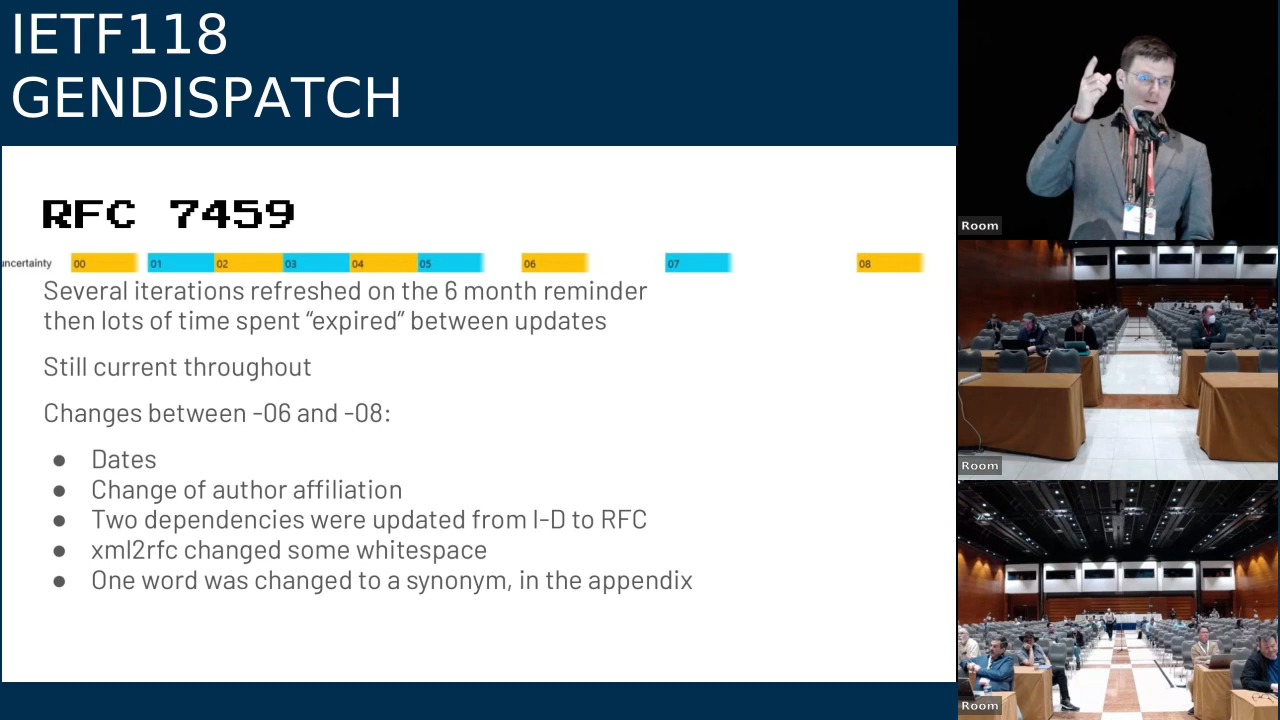 IETF118
GENDISPATCH
RFC 7459
uncertainty 00 01 02 03 04 05 06 07 08
Several iterations refreshed on the 6 month reminder
then lots of time spent “expired” between updates
Still current throughout
Changes between -06 and -08:
● Dates
● Change of author affiliation
● Two dependencies were updated from I-D to RFC
● xml2rfc changed some whitespace
● One word was changed to a synonym, in the appendix
Room
Room
Room